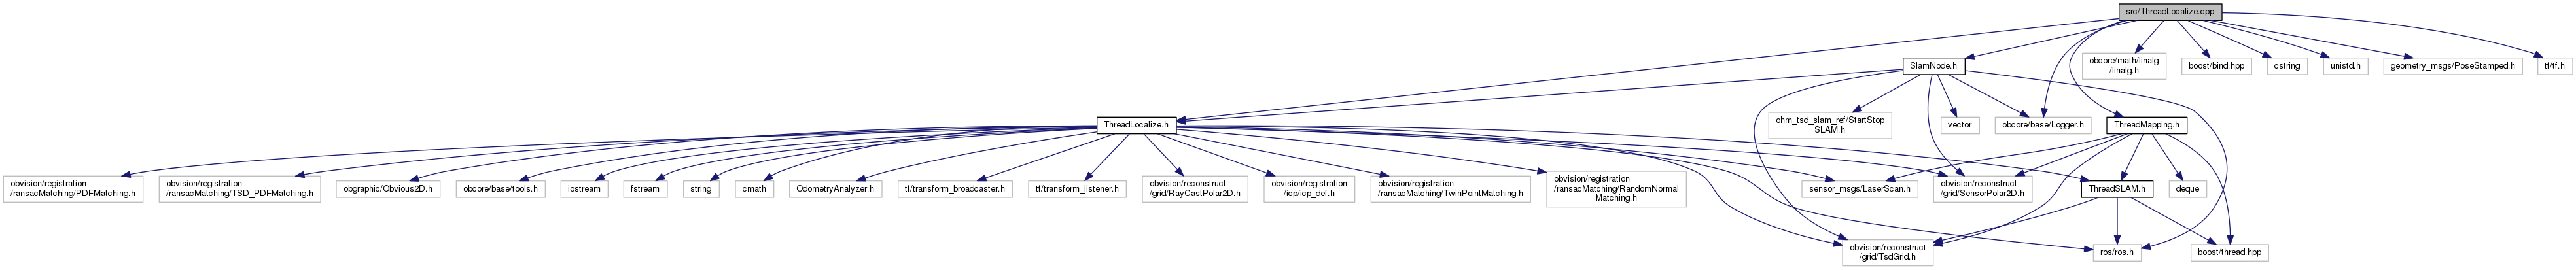 src/ThreadLocalize.cpp
SlamNode.h
obcore/math/linalg
/linalg.h
boost/bind.hpp
cstring
unistd.h
geometry_msgs/PoseStamped.h
tf/tf.h
ThreadLocalize.h
ohm_tsd_slam_ref/StartStop
SLAM.h
vector
obcore/base/Logger.h
ThreadMapping.h
obvision/registration
/ransacMatching/PDFMatching.h
obvision/registration
/ransacMatching/TSD_PDFMatching.h
obgraphic/Obvious2D.h
obcore/base/tools.h
iostream
fstream
string
cmath
OdometryAnalyzer.h
tf/transform_broadcaster.h
tf/transform_listener.h
obvision/reconstruct
/grid/RayCastPolar2D.h
obvision/registration
/icp/icp_def.h
obvision/registration
/ransacMatching/TwinPointMatching.h
obvision/registration
/ransacMatching/RandomNormal
Matching.h
sensor_msgs/LaserScan.h
obvision/reconstruct
/grid/SensorPolar2D.h
ThreadSLAM.h
deque
obvision/reconstruct
/grid/TsdGrid.h
ros/ros.h
boost/thread.hpp